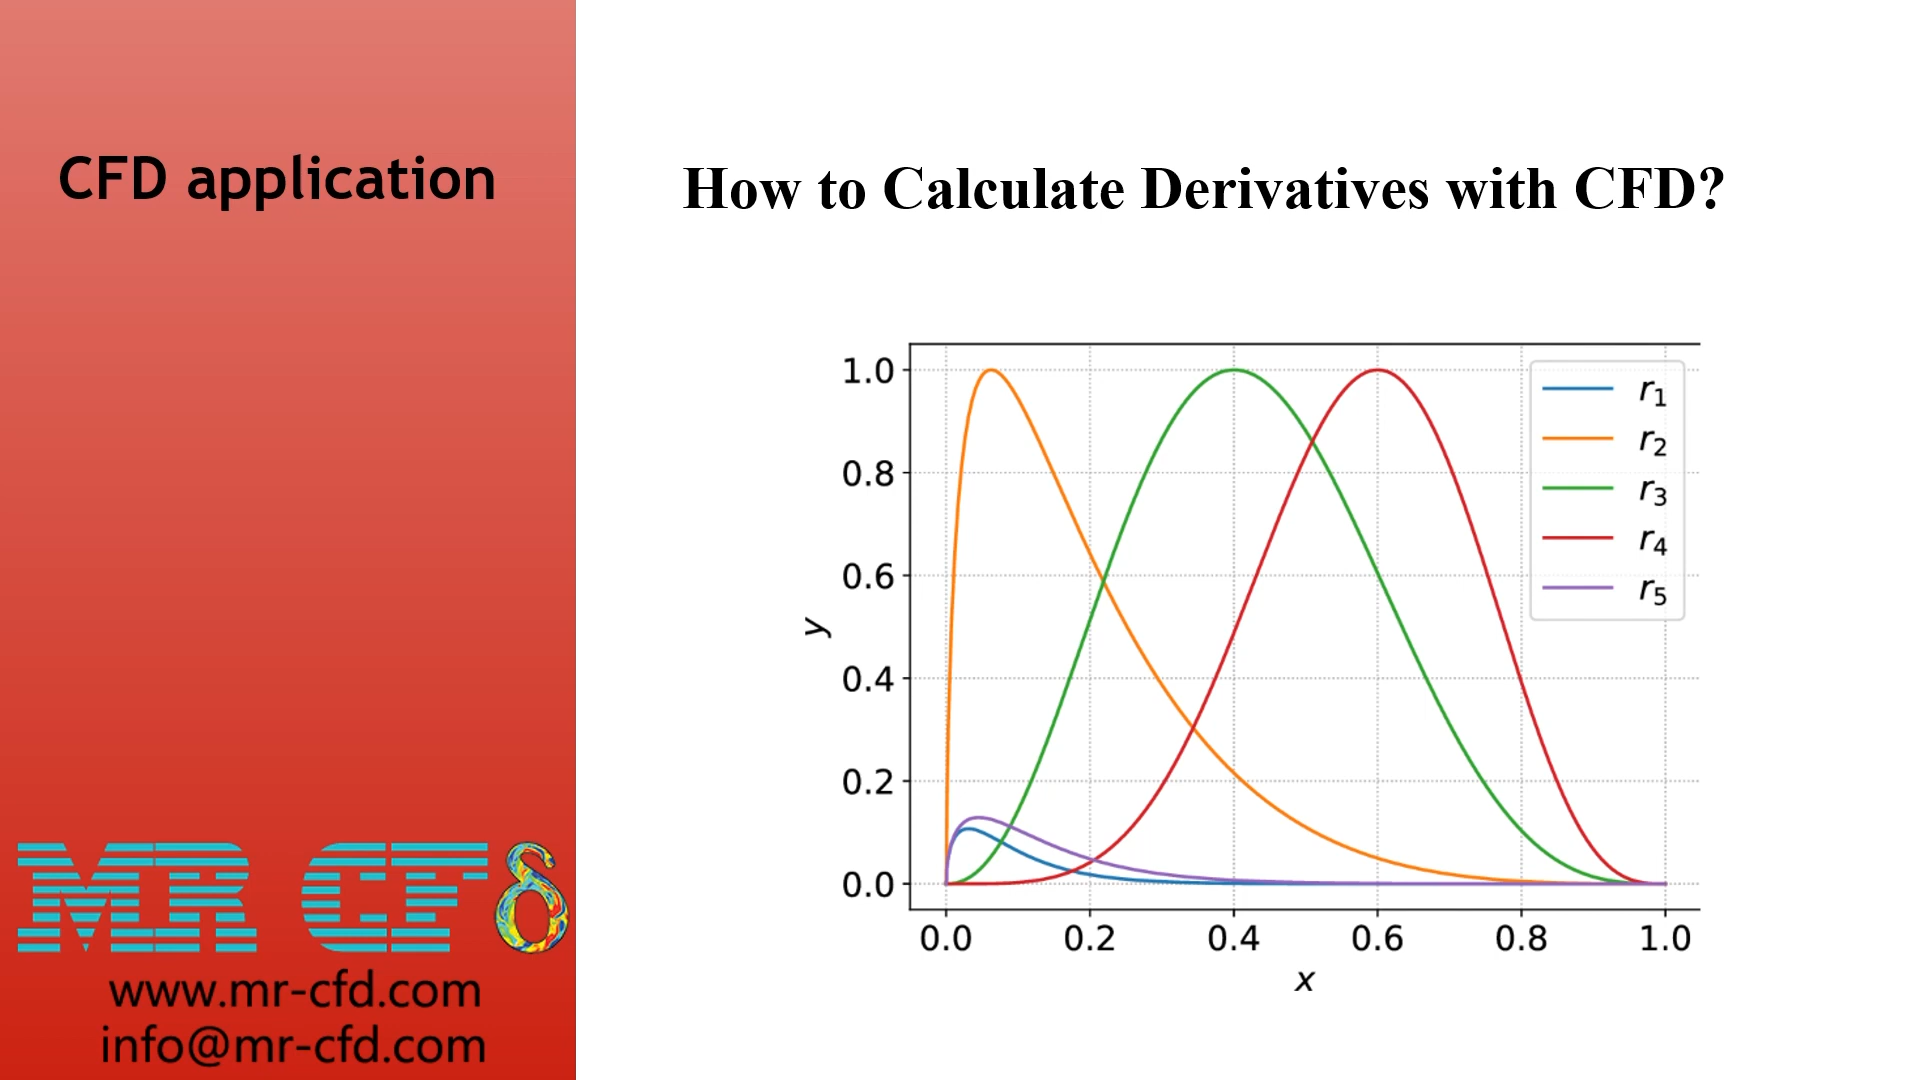 CFD application
How to Calculate Derivatives with CFD?
1.0
0.8
0.6
0.4
0.2
0.0
y
0.0 0.2 0.4 0.6 0.8 1.0
x
r1
r2
r3
r4
r5
MR CFδ
www.mr-cfd.com
info@mr-cfd.com